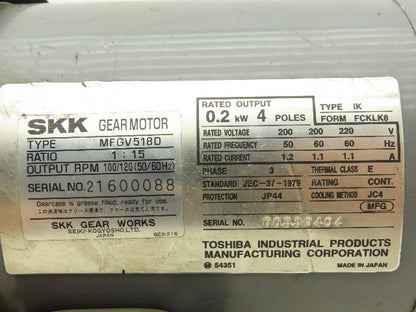 SKK GEAR MOTOR
TYPE MFGV518D
RATIO 1:15
OUTPUT RPM 100/120 (50/60Hz)
SERIAL NO. 21600088
Gearcase is grease filled, ready for use.
SKK GEAR WORKS
SEIKI-KOGYOSHO, LTD.
JAPAN
RATED OUTPUT
0.2 kW 4 POLES
TYPE IK
FORM FCKLK8
RATED VOLTAGE 200 200 220 V
RATED FREQUENCY 50 60 60 Hz
RATED CURRENT 1.2 1.1 1.1 A
PHASE 3 THERMAL CLASS E
STANDARD JEC-37-1979 RATING CONT.
PROTECTION JP44 COOLING METHOD JC4
MFG
SERIAL NO.
TOSHIBA INDUSTRIAL PRODUCTS
MANUFACTURING CORPORATION
54351 MADE IN JAPAN